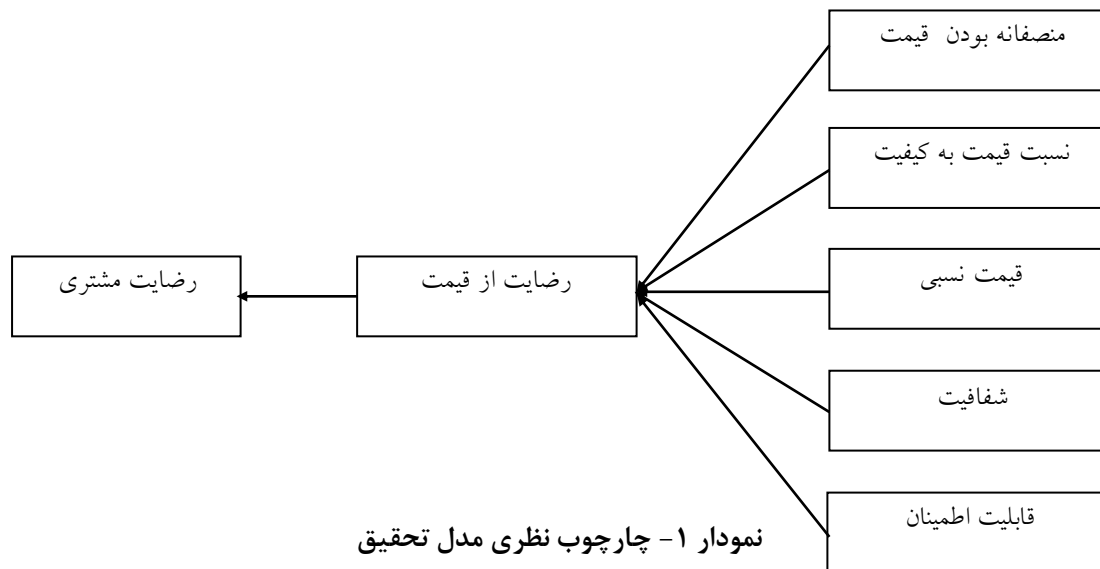 منصفانه بودن قیمت
نسبت قیمت به کیفیت
قیمت نسبی
رضایت از قیمت
رضایت مشتری
شفافیت
قابلیت اطمینان
نمودار ۱- چارچوب نظری مدل تحقیق